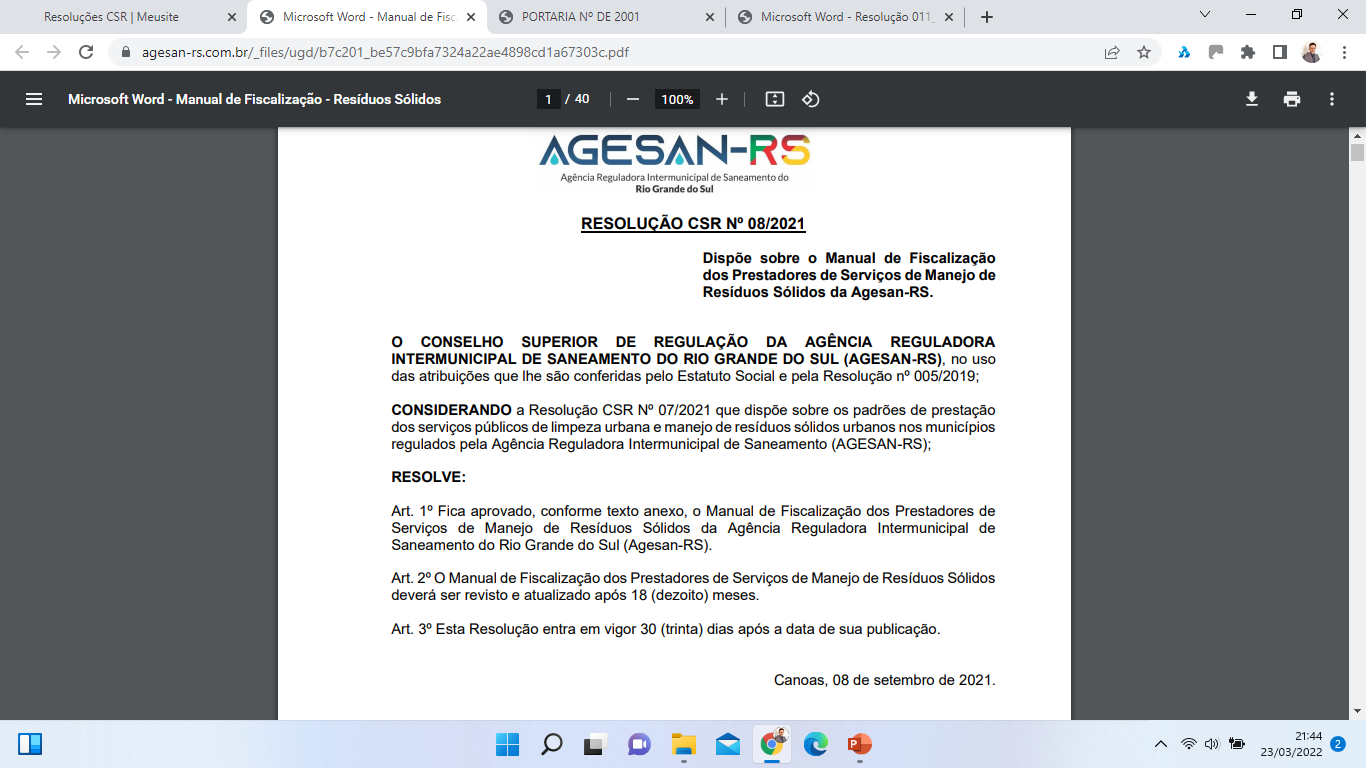 Resoluções CSR | Meusite
Microsoft Word - Manual de Fisc
PORTARIA Nº DE 2001
Microsoft Word - Resolução 011_
agesan-rs.com.br/_files/ugd/b7c201_be57c9bfa7324a22ae4898cd1a67303c.pdf
Microsoft Word - Manual de Fiscalização - Resíduos Sólidos
1 / 40
100%
AGESAN-RS
Agência Reguladora Intermunicipal de Saneamento do
Rio Grande do Sul
RESOLUÇÃO CSR Nº 08/2021
Dispõe sobre o Manual de Fiscalização
dos Prestadores de Serviços de Manejo de
Resíduos Sólidos da Agesan-RS.
O CONSELHO SUPERIOR DE REGULAÇÃO DA AGÊNCIA REGULADORA
INTERMUNICIPAL DE SANEAMENTO DO RIO GRANDE DO SUL (AGESAN-RS), no uso
das atribuições que lhe são conferidas pelo Estatuto Social e pela Resolução nº 005/2019;
CONSIDERANDO a Resolução CSR Nº 07/2021 que dispõe sobre os padrões de prestação
dos serviços públicos de limpeza urbana e manejo de resíduos sólidos urbanos nos municípios
regulados pela Agência Reguladora Intermunicipal de Saneamento (AGESAN-RS);
RESOLVE:
Art. 1º Fica aprovado, conforme texto anexo, o Manual de Fiscalização dos Prestadores de
Serviços de Manejo de Resíduos Sólidos da Agência Reguladora Intermunicipal de
Saneamento do Rio Grande do Sul (Agesan-RS).
Art. 2º O Manual de Fiscalização dos Prestadores de Serviços de Manejo de Resíduos Sólidos
deverá ser revisto e atualizado após 18 (dezoito) meses.
Art. 3º Esta Resolução entra em vigor 30 (trinta) dias após a data de sua publicação.
Canoas, 08 de setembro de 2021.
21:44
23/03/2022
2